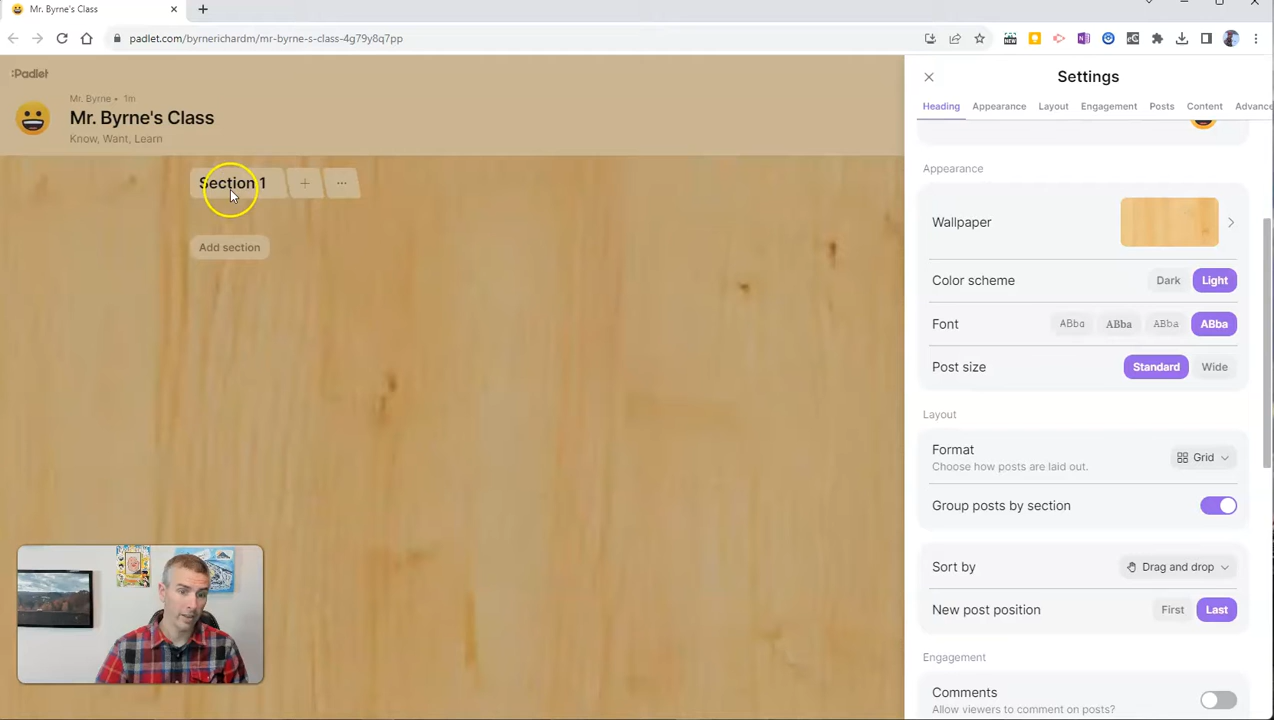 Mr. Byrne's Class
padlet.com/byrnerichardm/mr-byrne-s-class-4g79y8q7pp
:Padlet
Mr. Byrne • 1m
Mr. Byrne's Class
Know, Want, Learn
Section 1
Add section
Settings
Heading Appearance Layout Engagement Posts Content Advance
Appearance
Wallpaper
Color scheme Dark Light
Font ABba ABba ABba ABba
Post size Standard Wide
Layout
Format Grid
Choose how posts are laid out.
Group posts by section
Sort by Drag and drop
New post position First Last
Engagement
Comments
Allow viewers to comment on posts?